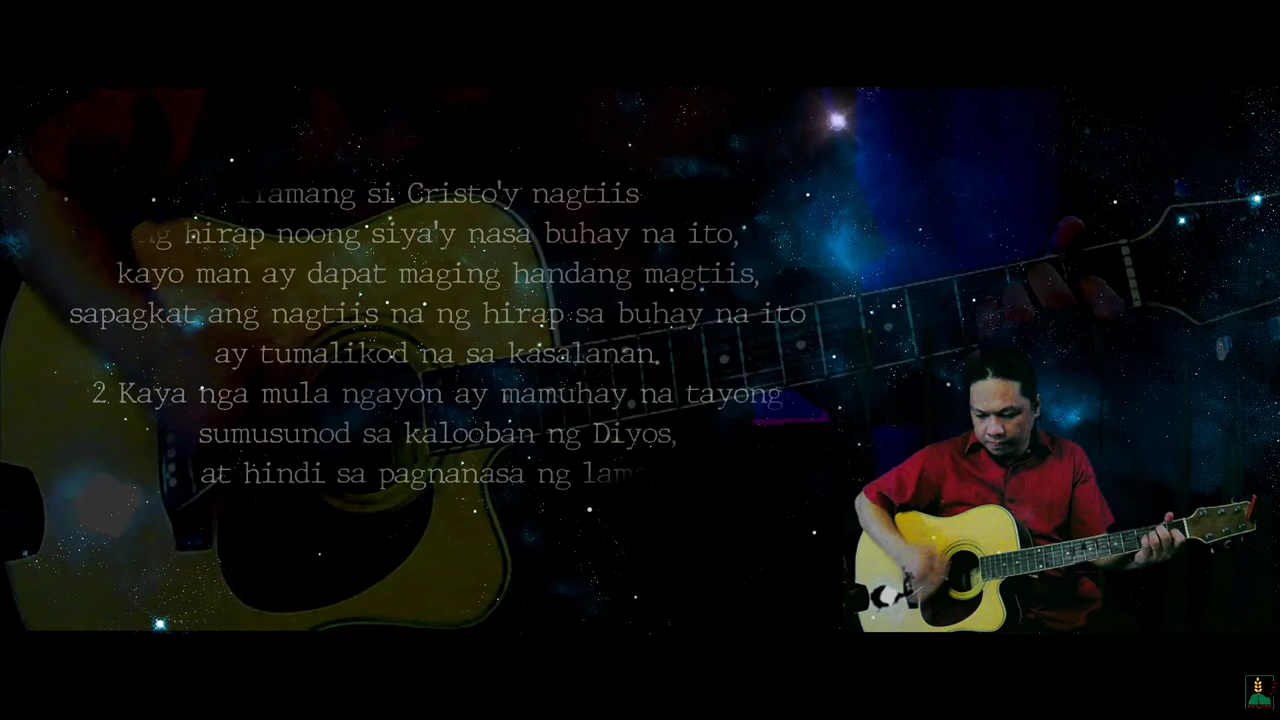 si Cristo'y nagtiis
hirap noong siya'y nasa buhay na ito,
kayo man ay dapat maging handang magtiis,
sapagkat ang nagtiis na ng hirap sa buhay na ito
ay tumalikod na sa kasalanan.
2 Kaya nga mula ngayon ay mamuhay na tayong
sumusunod sa kalooban ng Diyos,
at hindi sa pagnanasa ng